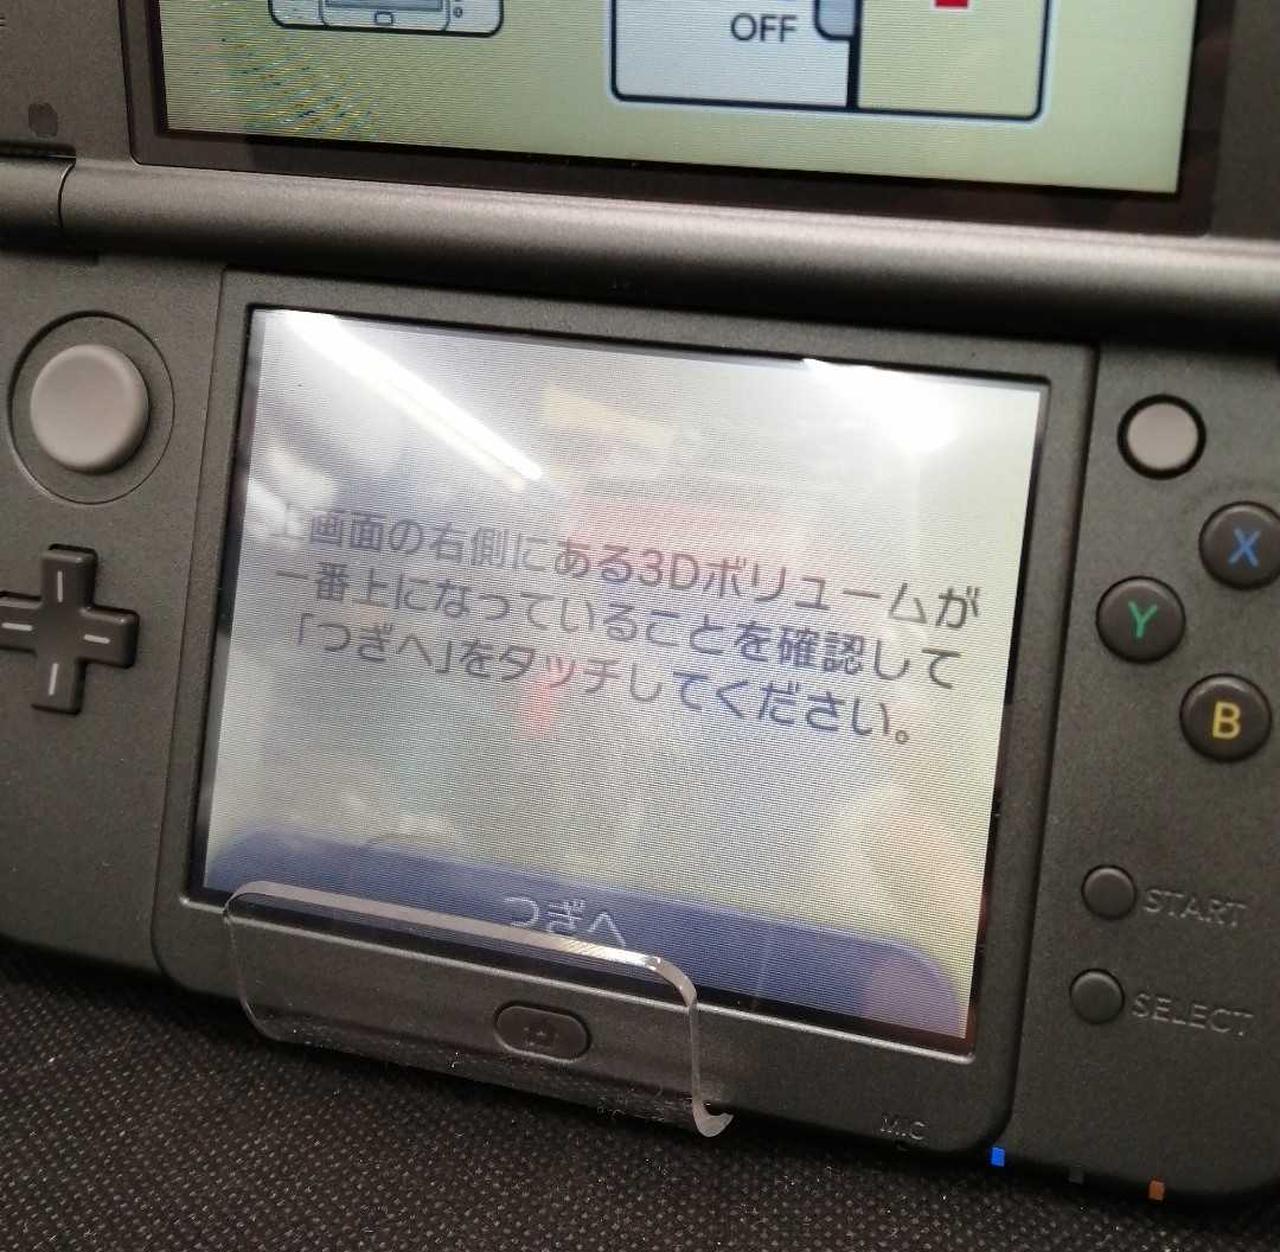 OFF
上画面の右側にある3Dボリュームが
一番上になっていることを確認して
「つぎへ」をタッチしてください。
つぎへ
X
Y
B
START
SELECT
MIC